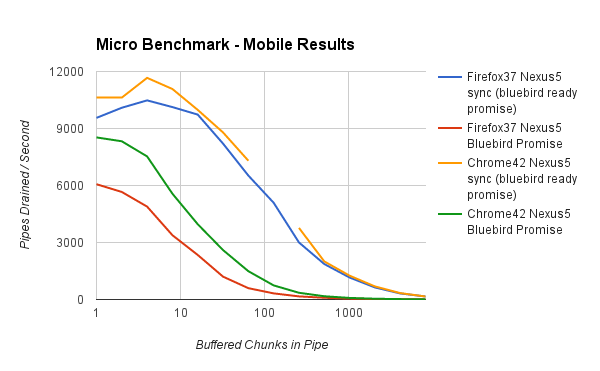 Micro Benchmark - Mobile Results
12000
9000
6000
3000
0
Pipes Drained / Second
1
10
100
1000
Buffered Chunks in Pipe
Firefox37 Nexus5
sync (bluebird ready
promise)
Firefox37 Nexus5
Bluebird Promise
Chrome42 Nexus5
sync (bluebird ready
promise)
Chrome42 Nexus5
Bluebird Promise